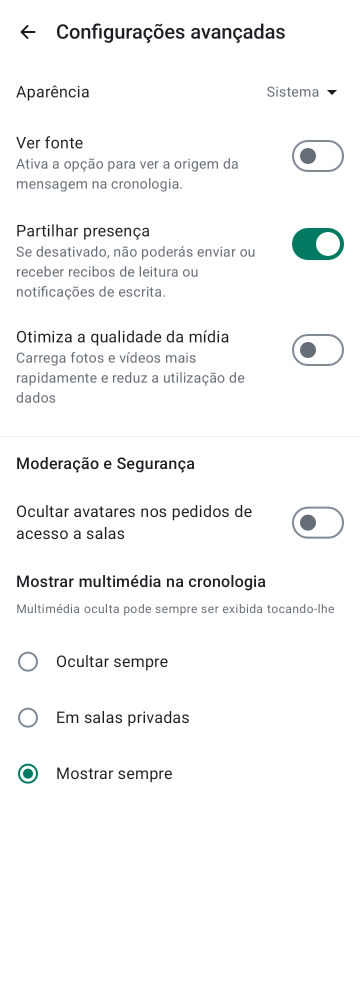 Configurações avançadas
Aparência
Sistema
Ver fonte
Ativa a opção para ver a origem da
mensagem na cronologia.
Partilhar presença
Se desativado, não poderás enviar ou
receber recibos de leitura ou
notificações de escrita.
Otimiza a qualidade da mídia
Carrega fotos e vídeos mais
rapidamente e reduz a utilização de
dados
Moderação e Segurança
Ocultar avatares nos pedidos de
acesso a salas
Mostrar multimédia na cronologia
Multimédia oculta pode sempre ser exibida tocando-lhe
Ocultar sempre
Em salas privadas
Mostrar sempre